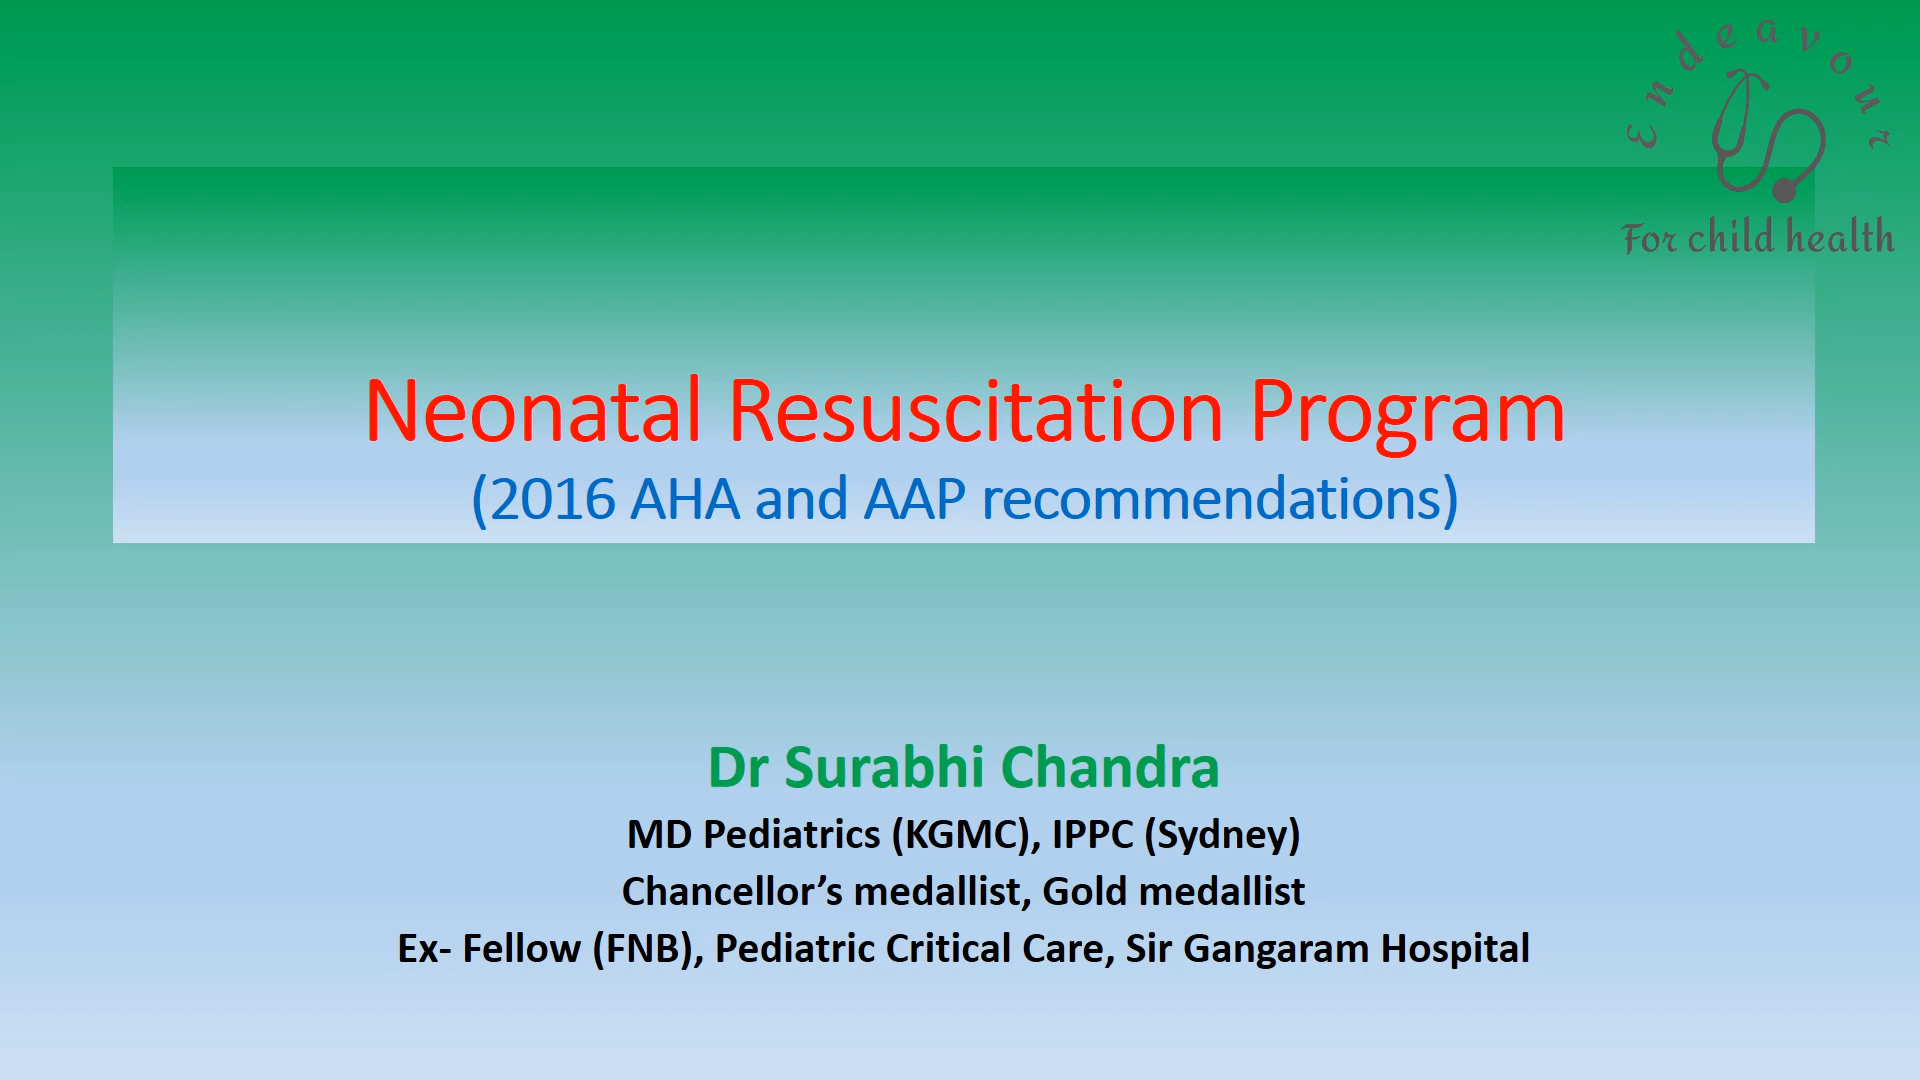 Endeavour
For child health
Neonatal Resuscitation Program
(2016 AHA and AAP recommendations)
Dr Surabhi Chandra
MD Pediatrics (KGMC), IPPC (Sydney)
Chancellor’s medallist, Gold medallist
Ex- Fellow (FNB), Pediatric Critical Care, Sir Gangaram Hospital